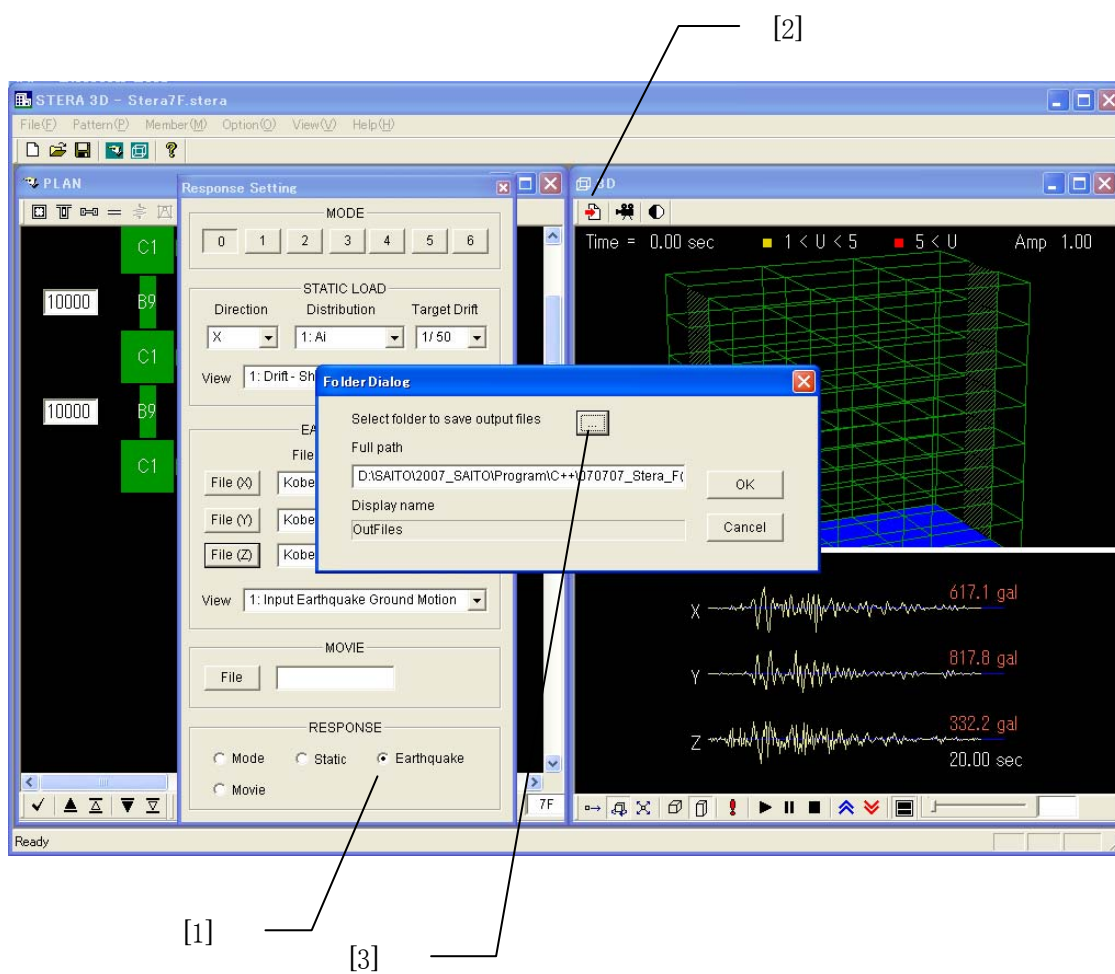 [2]
STERA 3D - Stera7F.stera
File(F) Pattern(P) Member(M) Option(O) View(V) Help(H)
PLAN
C1
10000 B9
C1
10000 B9
C1
7F
Response Setting
MODE
0 1 2 3 4 5 6
STATIC LOAD
Direction Distribution Target Drift
X 1: Ai 1/ 50
View 1: Drift - Sh
File
File (X) Kobe
File (Y) Kobe
File (Z) Kobe
View 1: Input Earthquake Ground Motion
MOVIE
File
RESPONSE
Mode Static Earthquake
Movie
Folder Dialog
Select folder to save output files ...
Full path
D:\SAITO\2007_SAITO\Program\C++\070707_Stera_F(
OK
Display name
OutFiles
Cancel
3D
Time = 0.00 sec 1 < U < 5 5 < U Amp 1.00
X 617.1 gal
Y 817.8 gal
Z 332.2 gal
20.00 sec
Ready
[1]
[3]